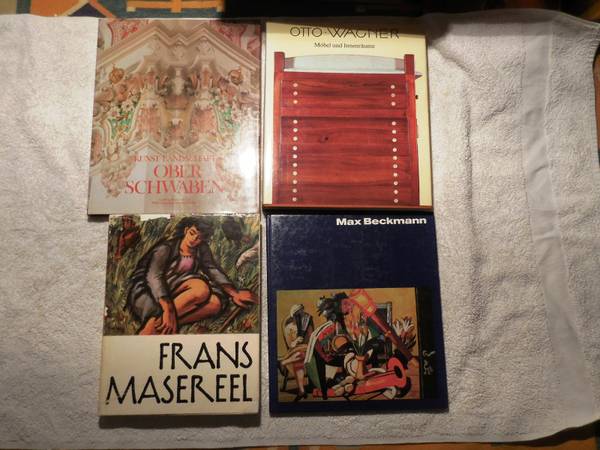 KUNSTLANDSCHAFT
OBER
SCHWABEN
OTTO-WAGNER
Möbel und Innenräume
FRANS
MASEREEL
Max Beckmann